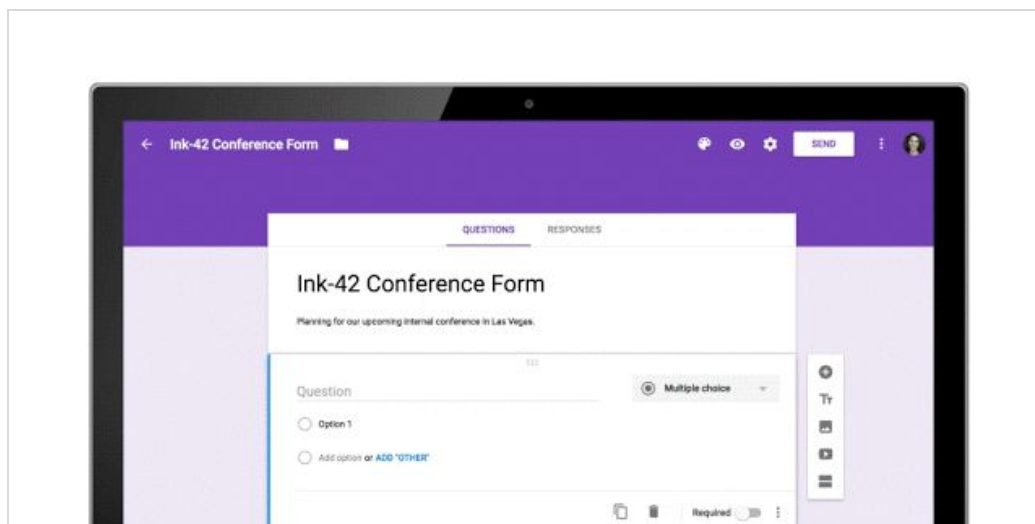 Ink-42 Conference Form
SEND
QUESTIONS RESPONSES
Ink-42 Conference Form
Planning for our upcoming internal conference in Las Vegas.
Question
Multiple choice
Option 1
Add option or ADD "OTHER"
Required
Tт